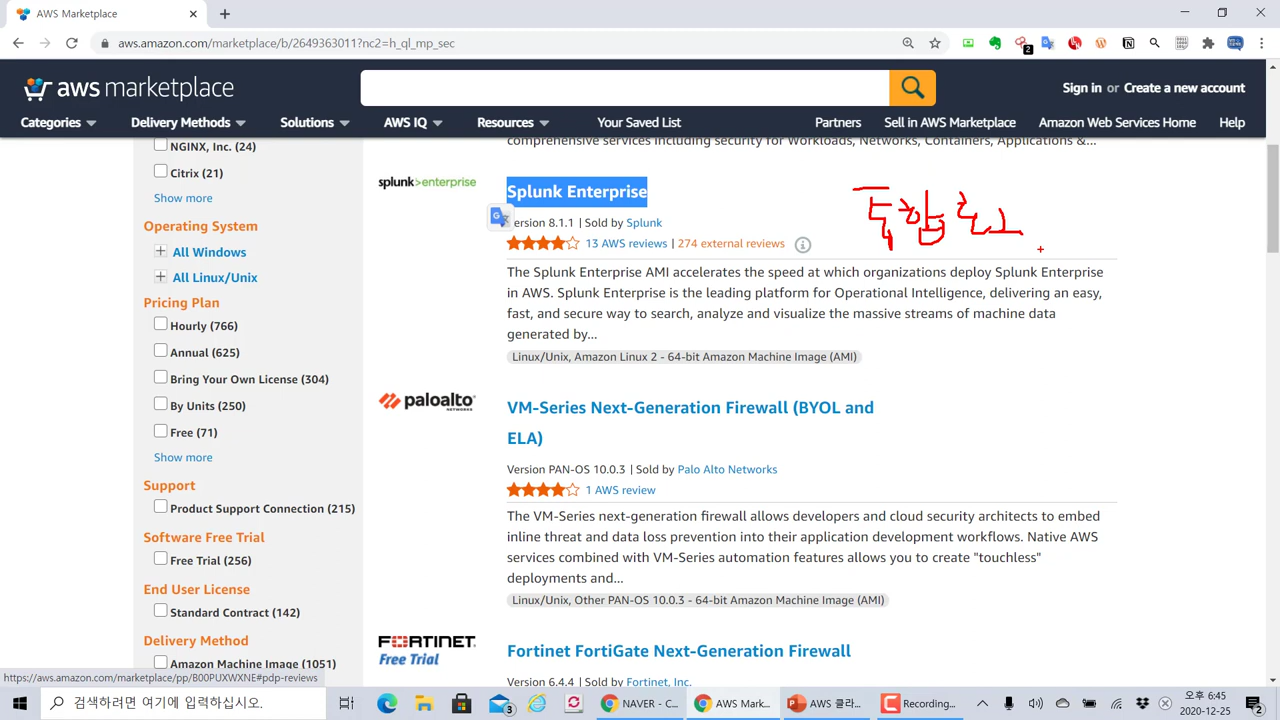 AWS Marketplace
aws.amazon.com/marketplace/b/2649363011?nc2=h_ql_mp_sec
2
aws marketplace
Sign in or Create a new account
Categories
Delivery Methods
Solutions
AWS IQ
Resources
Your Saved List
Partners
Sell in AWS Marketplace
Amazon Web Services Home
Help
NGINX, Inc. (24)
Citrix (21)
Show more
Operating System
All Windows
All Linux/Unix
Pricing Plan
Hourly (766)
Annual (625)
Bring Your Own License (304)
By Units (250)
Free (71)
Show more
Support
Product Support Connection (215)
Software Free Trial
Free Trial (256)
End User License
Standard Contract (142)
Delivery Method
Amazon Machine Image (1051)
comprehensive services including security for Workloads, Networks, Containers, Applications &...
splunk>enterprise
Splunk Enterprise
통합 로그
ersion 8.1.1 | Sold by Splunk
13 AWS reviews | 274 external reviews
The Splunk Enterprise AMI accelerates the speed at which organizations deploy Splunk Enterprise
in AWS. Splunk Enterprise is the leading platform for Operational Intelligence, delivering an easy,
fast, and secure way to search, analyze and visualize the massive streams of machine data
generated by...
Linux/Unix, Amazon Linux 2 - 64-bit Amazon Machine Image (AMI)
paloalto
NETWORKS
VM-Series Next-Generation Firewall (BYOL and
ELA)
Version PAN-OS 10.0.3 | Sold by Palo Alto Networks
1 AWS review
The VM-Series next-generation firewall allows developers and cloud security architects to embed
inline threat and data loss prevention into their application development workflows. Native AWS
services combined with VM-Series automation features allows you to create "touchless"
deployments and...
Linux/Unix, Other PAN-OS 10.0.3 - 64-bit Amazon Machine Image (AMI)
FORTINET
Free Trial
Fortinet FortiGate Next-Generation Firewall
Version 6.4.4 | Sold by Fortinet, Inc.
https://aws.amazon.com/marketplace/pp/B00PUXWXNE#pdp-reviews
검색하려면 여기에 입력하십시오.
3
NAVER - C...
AWS Mark...
AWS 클라...
Recording...
오후 6:45
2020-12-25
2